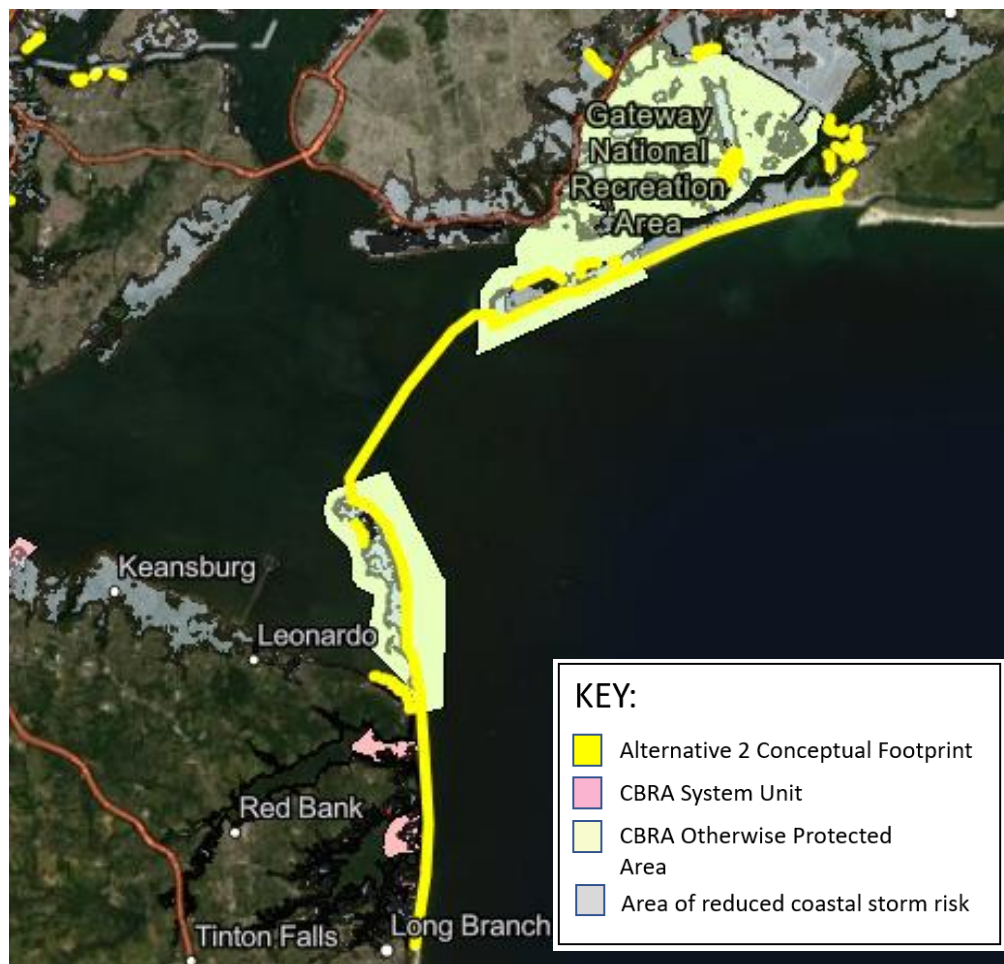 Gateway
National
Recreation
Area
Keansburg
Leonardo
Red Bank
Long Branch
Tinton Falls
KEY:
Alternative 2 Conceptual Footprint
CBRA System Unit
CBRA Otherwise Protected
Area
Area of reduced coastal storm risk